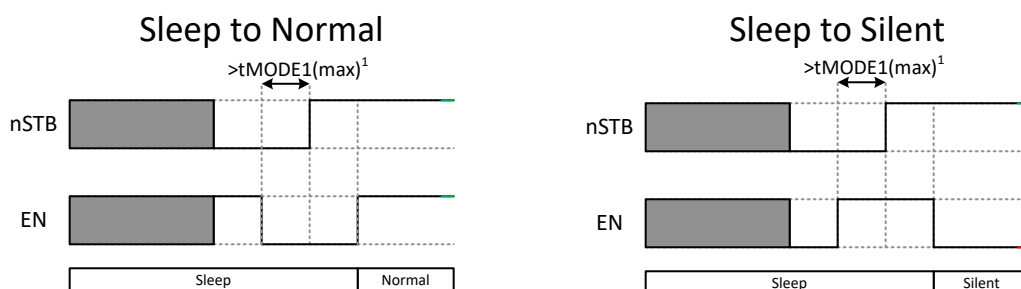 Sleep to Normal
>tMODE1(max)1
nSTB
EN
Sleep
Normal
Sleep to Silent
>tMODE1(max)1
nSTB
EN
Sleep
Silent